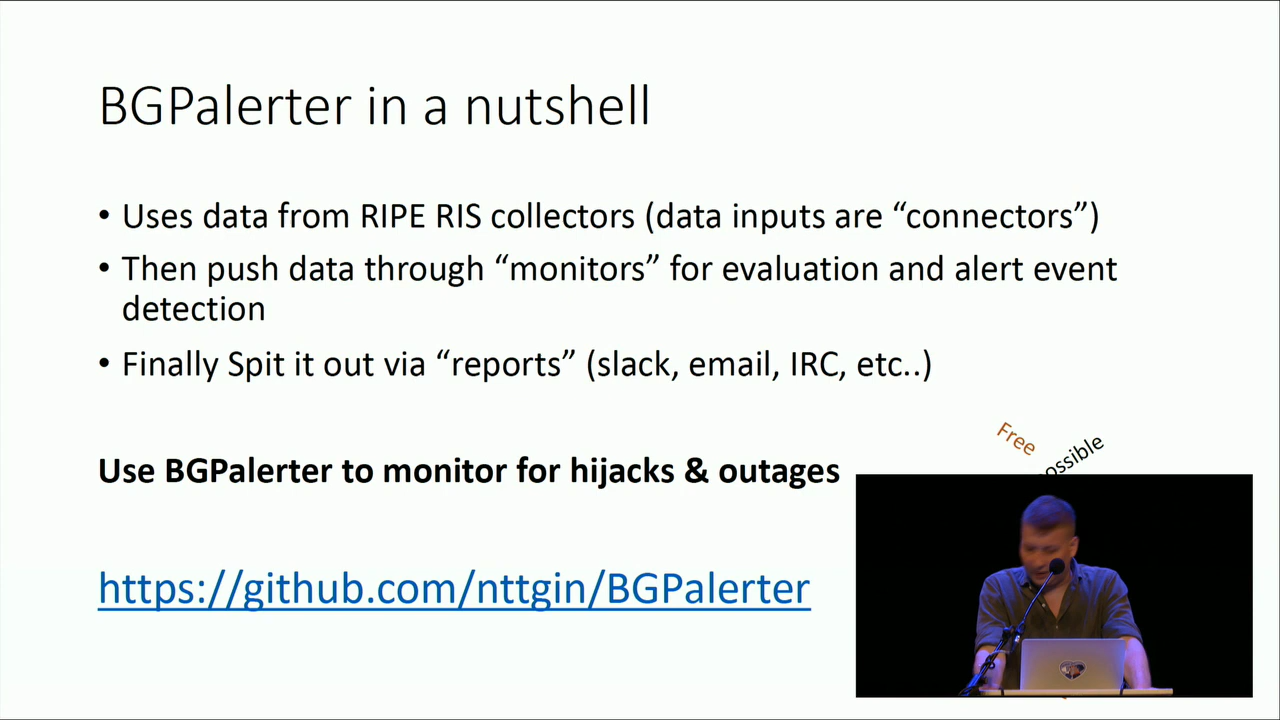 BGPalerter in a nutshell
• Uses data from RIPE RIS collectors (data inputs are “connectors”)
• Then push data through “monitors” for evaluation and alert event
detection
• Finally Spit it out via “reports” (slack, email, IRC, etc..)
Free
ossible
Use BGPalerter to monitor for hijacks & outages
https://github.com/nttgin/BGPalerter